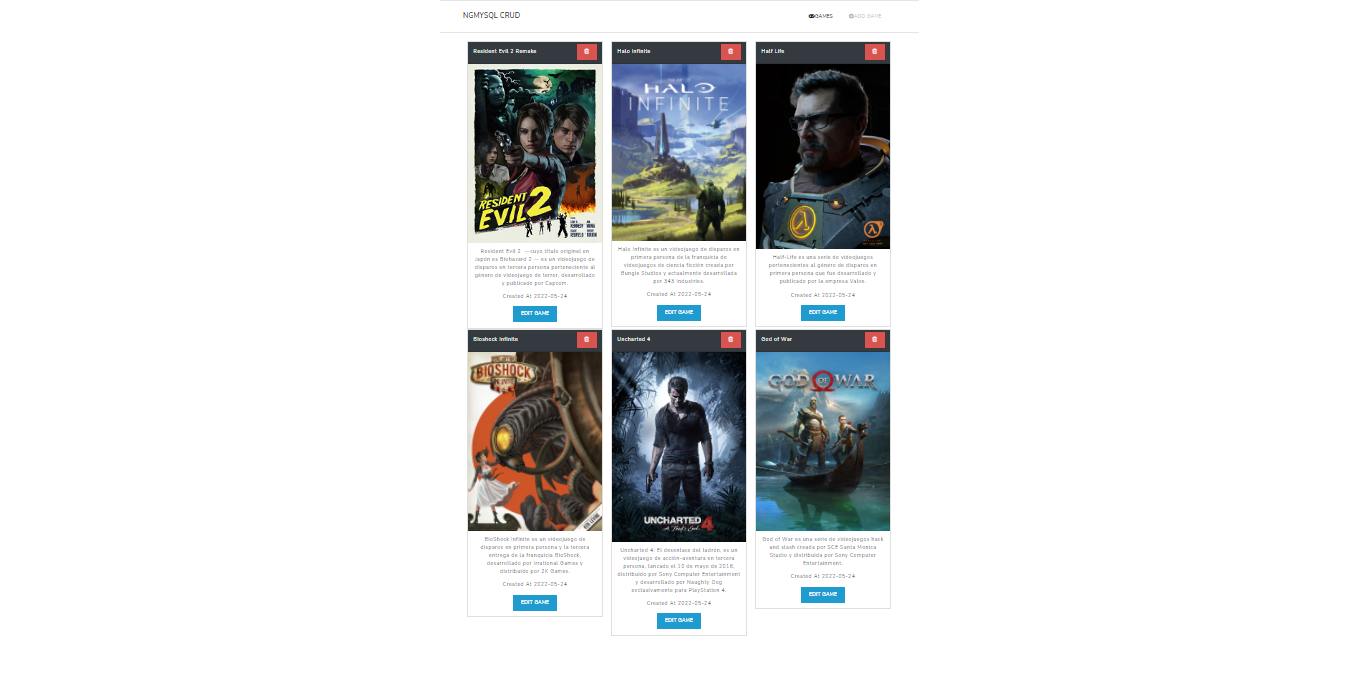 NGMYSQL CRUD
GAMES
ADD GAME
Resident Evil 2 Remake
RESIDENT
EVIL 2
Resident Evil 2 —cuyo título original en
Japón es Biohazard 2 — es un videojuego de
disparos en tercera persona perteneciente al
género de videojuego de terror, desarrollado
y publicado por Capcom.
Created At 2022-05-24
EDIT GAME
Halo Infinite
HALO
INFINITE
Halo Infinite es un videojuego de disparos en
primera persona de la franquicia de
videojuegos de ciencia ficción creada por
Bungie Studios y actualmente desarrollada
por 343 Industries.
Created At 2022-05-24
EDIT GAME
Half Life
Half-Life es una serie de videojuegos
pertenecientes al género de disparos en
primera persona que fue desarrollado y
publicado por la empresa Valve.
Created At 2022-05-24
EDIT GAME
Bioshock Infinite
BIOSHOCK
BioShock Infinite es un videojuego de
disparos en primera persona y la tercera
entrega de la franquicia BioShock,
desarrollado por Irrational Games y
distribuido por 2K Games.
Created At 2022-05-24
EDIT GAME
Uncharted 4
UNCHARTED 4
A Thief's End
Uncharted 4: El desenlace del ladrón, es un
videojuego de acción-aventura en tercera
persona, lanzado el 10 de mayo de 2016,
distribuido por Sony Computer Entertainment
y desarrollado por Naughty Dog
exclusivamente para PlayStation 4.
Created At 2022-05-24
EDIT GAME
God of War
GOD OF WAR
God of War es una serie de videojuegos hack
and slash creada por SCE Santa Monica
Studio y distribuida por Sony Computer
Entertainment.
Created At 2022-05-24
EDIT GAME